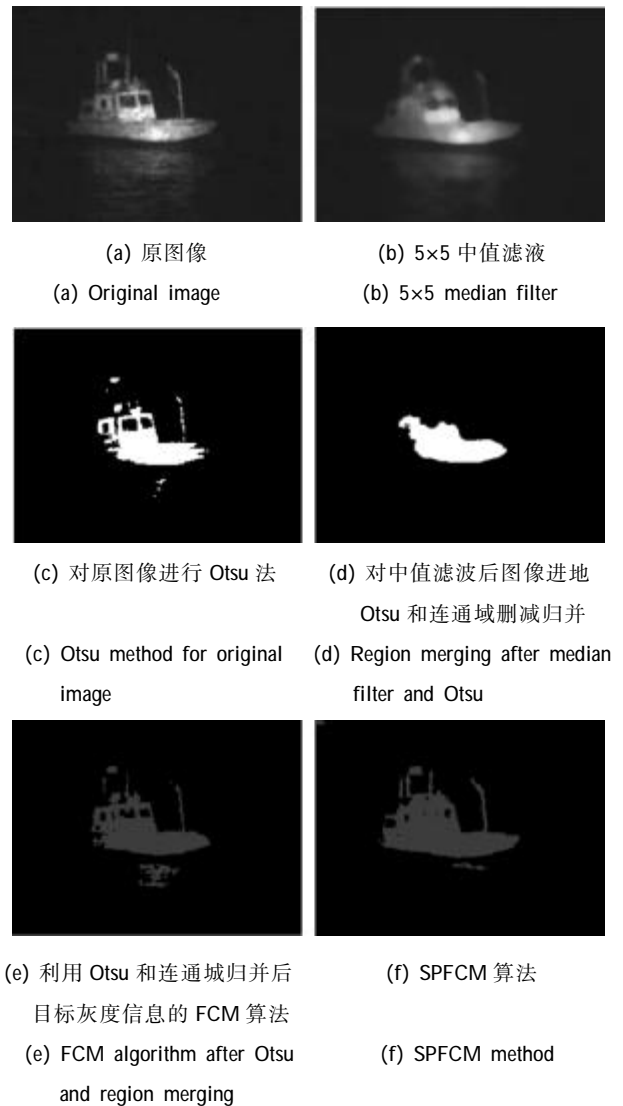 (a) 原图像
(a) Original image
(b) 5×5 中值滤液
(b) 5×5 median filter
(c) 对原图像进行 Otsu 法
(c) Otsu method for original
image
(d) 对中值滤波后图像进地
Otsu 和连通域删减归并
(d) Region merging after median
filter and Otsu
(e) 利用 Otsu 和连通城归并后
目标灰度信息的 FCM 算法
(e) FCM algorithm after Otsu
and region merging
(f) SPFCM 算法
(f) SPFCM method